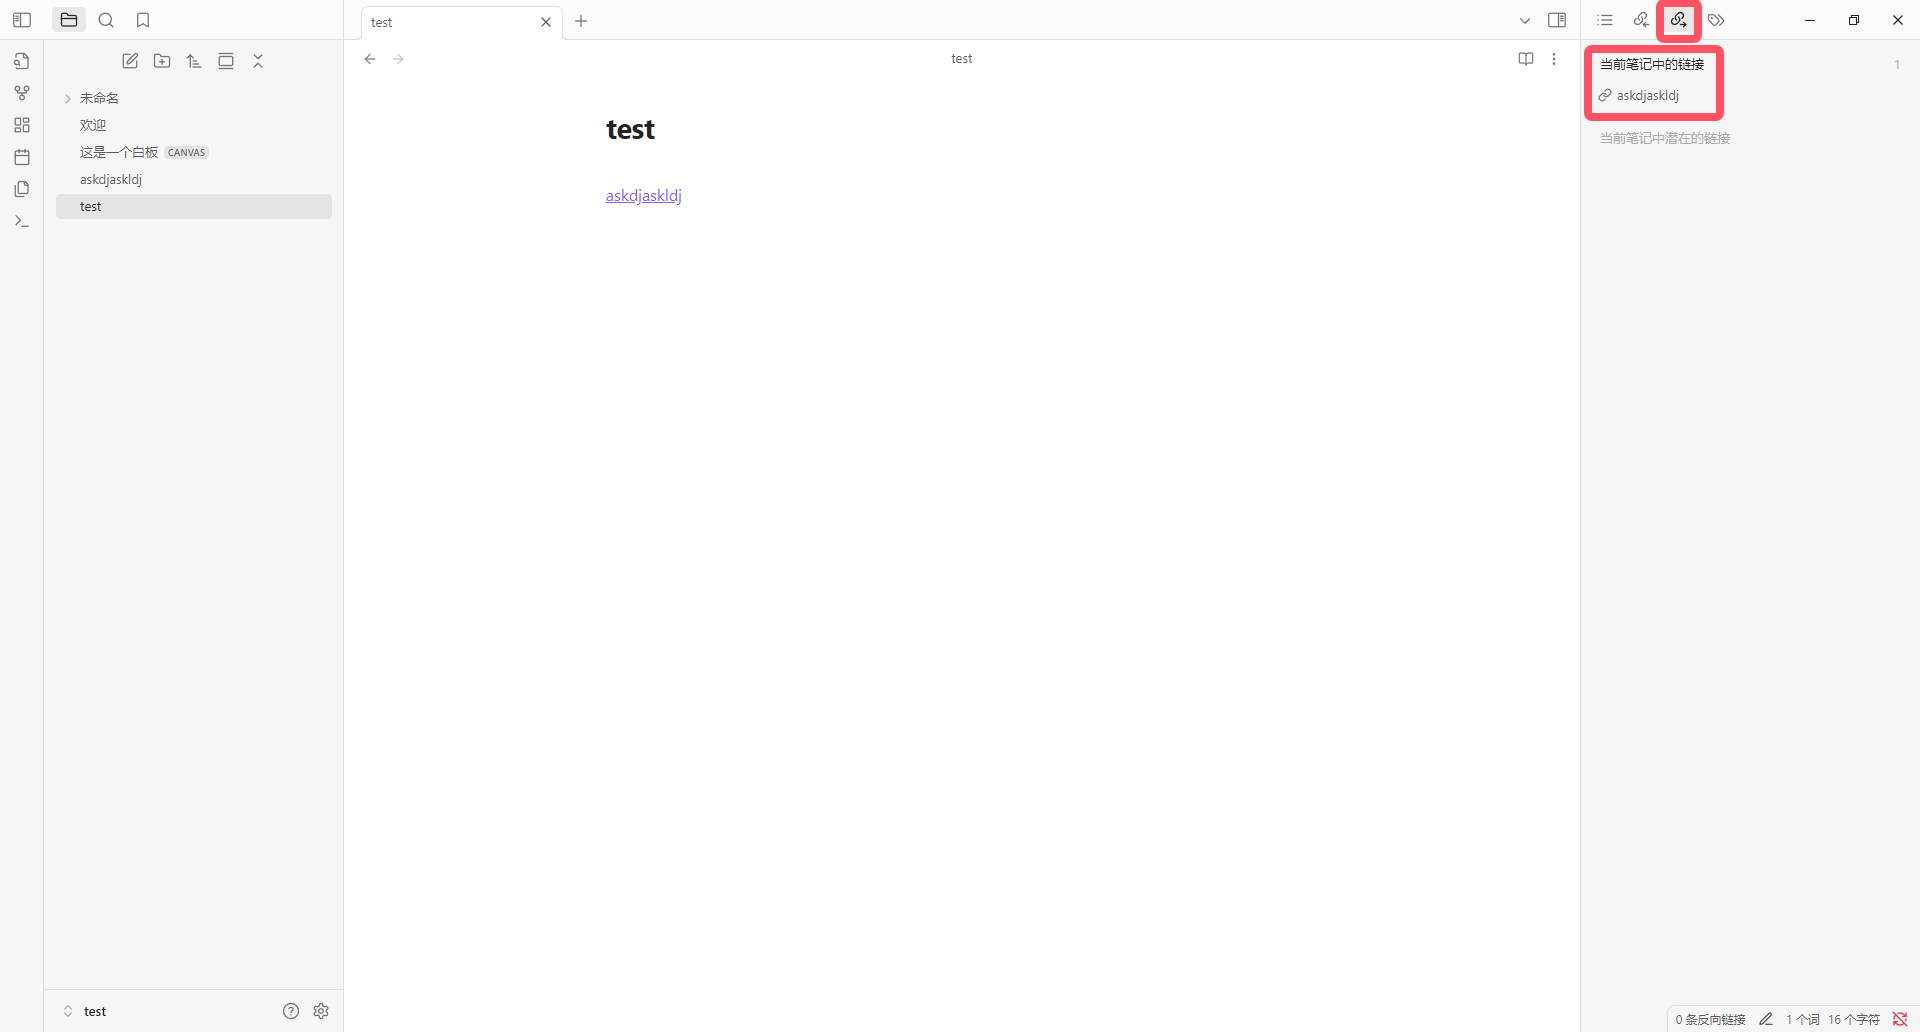 test
test
未命名
欢迎
这是一个白板 CANVAS
askdjaskldj
test
test
askdjaskldj
当前笔记中的链接 1
askdjaskldj
当前笔记中潜在的链接
test
0 条反向链接 1 个词 16 个字符